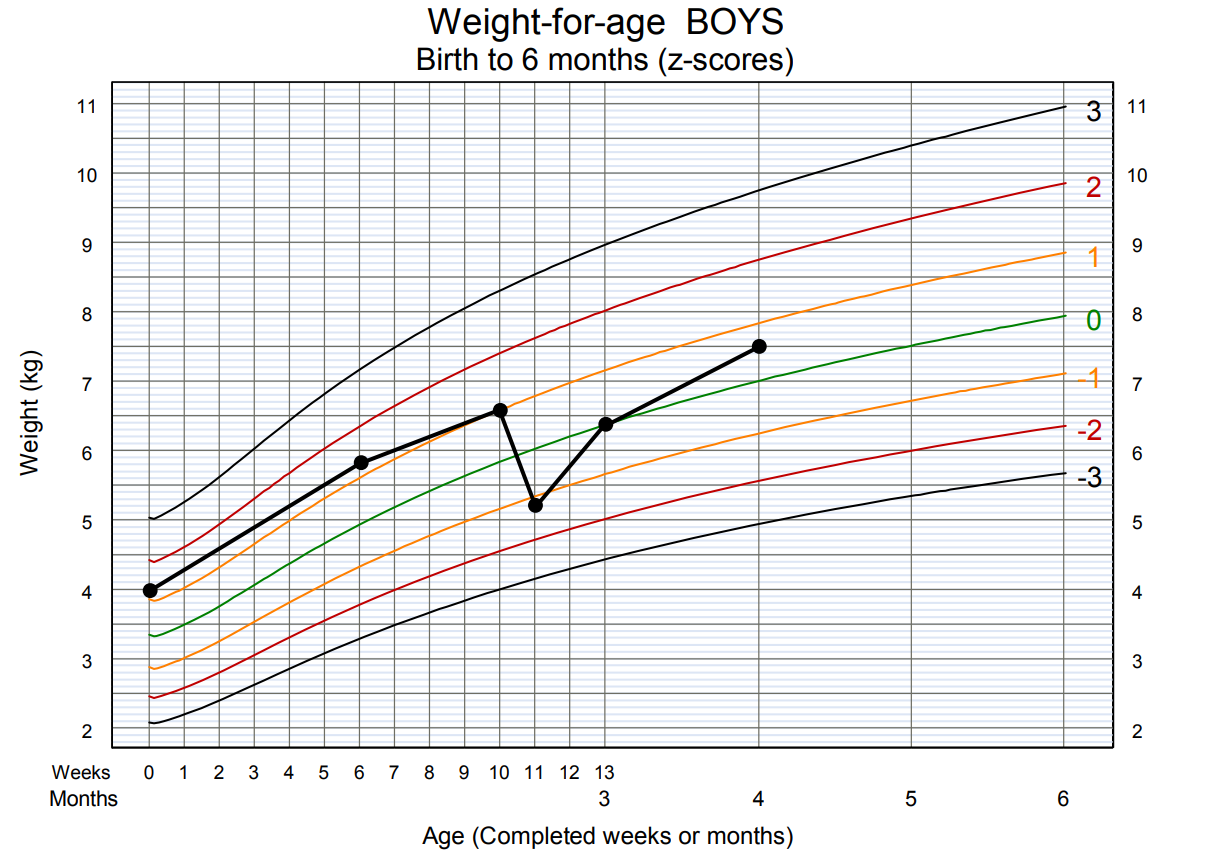 Weight-for-age BOYS
Birth to 6 months (z-scores)
11 3 11
10 2 10
9 1 9
8 0 8
7 -1 7
6 -2 6
5 -3 5
4 4
3 3
2 2
Weight (kg)
Weeks 0 1 2 3 4 5 6 7 8 9 10 11 12 13
Months 3 4 5 6
Age (Completed weeks or months)